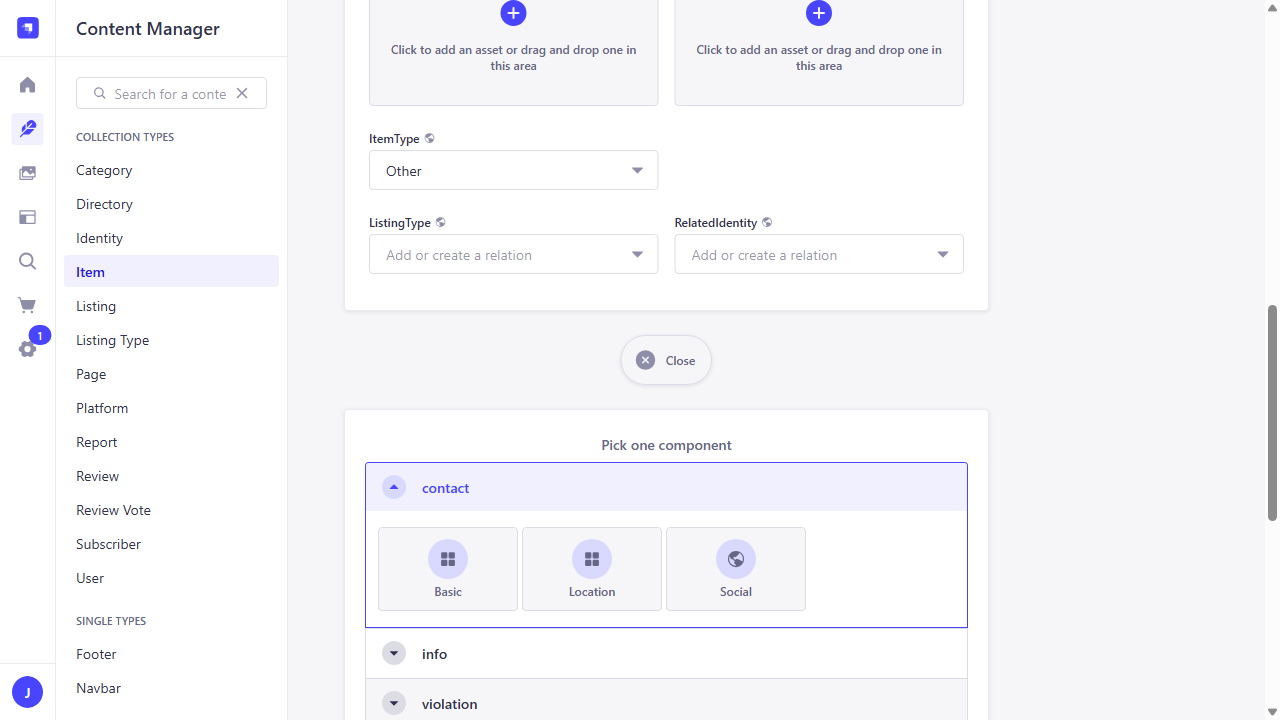 Content Manager
Search for a conte
COLLECTION TYPES
Category
Directory
Identity
Item
Listing
Listing Type
Page
Platform
Report
Review
Review Vote
Subscriber
User
SINGLE TYPES
Footer
Navbar
1
J
Click to add an asset or drag and drop one in
this area
Click to add an asset or drag and drop one in
this area
ItemType
Other
ListingType
Add or create a relation
RelatedIdentity
Add or create a relation
Close
Pick one component
contact
Basic
Location
Social
info
violation